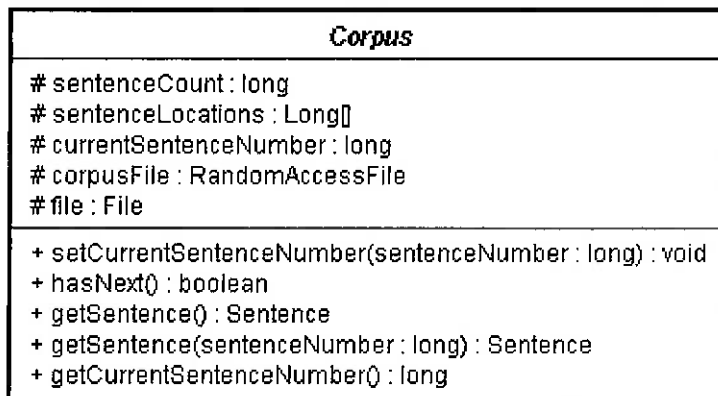 Corpus
# sentenceCount : long
# sentenceLocations : Long[]
# currentSentenceNumber : long
# corpusFile : RandomAccessFile
# file : File
+ setCurrentSentenceNumber(sentenceNumber : long) : void
+ hasNext() : boolean
+ getSentence() : Sentence
+ getSentence(sentenceNumber : long) : Sentence
+ getCurrentSentenceNumber() : long